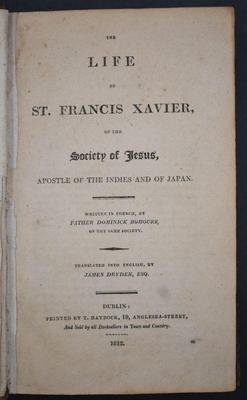 THE
LIFE
OF
ST. FRANCIS XAVIER,
OF THE
Society of Jesus,
APOSTLE OF THE INDIES AND OF JAPAN.
WRITTEN IN FRENCH, BY
FATHER DOMINICK BOHOURS,
OF THE SAME SOCIETY.
TRANSLATED INTO ENGLISH, BY
JAMES DRYDEN, ESQ.
DUBLIN:
PRINTED BY T. HAYDOCK, 19, ANGLESEA-STREET,
And Sold by all Booksellers in Town and Country.
1812.